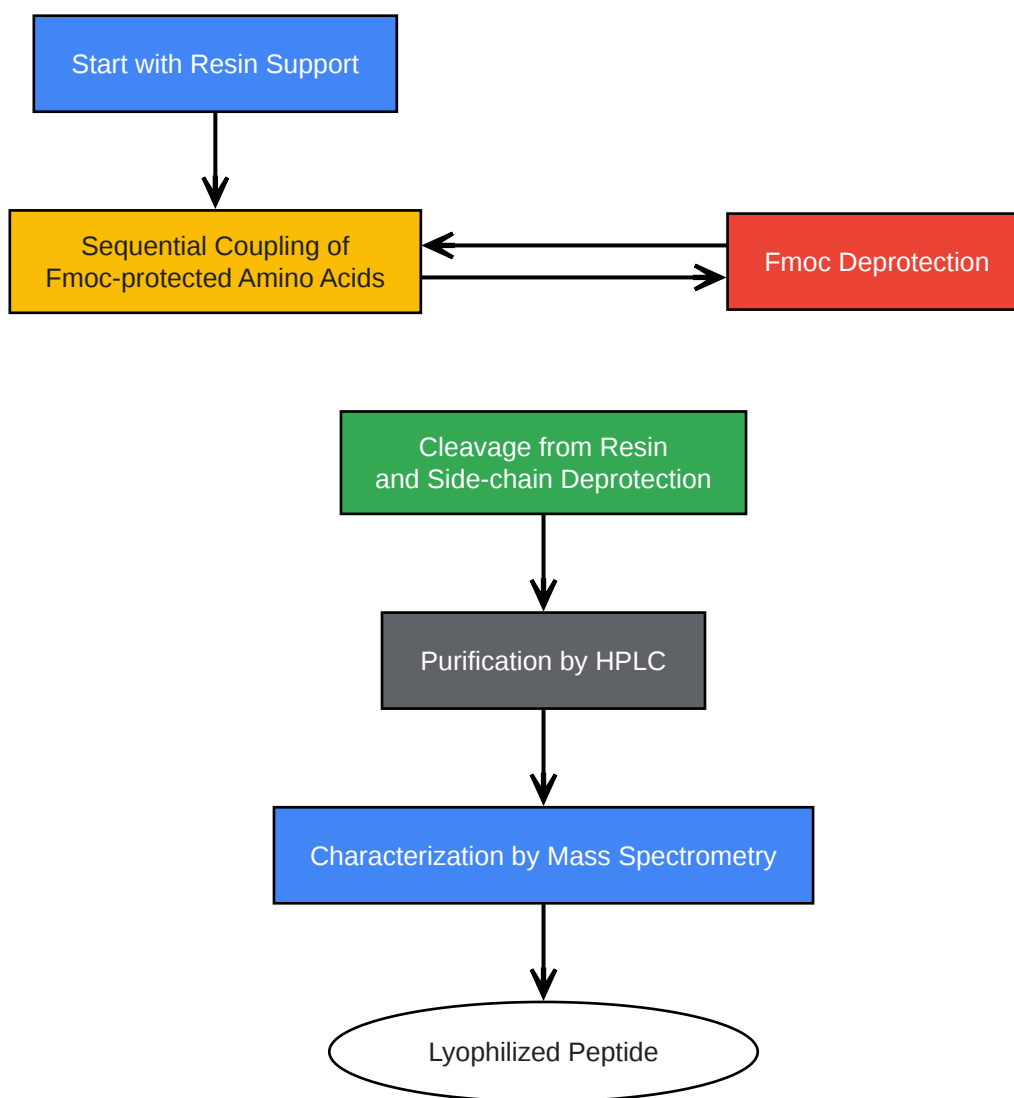 Start with Resin Support
Sequential Coupling of
Fmoc-protected Amino Acids
Fmoc Deprotection
Cleavage from Resin
and Side-chain Deprotection
Purification by HPLC
Characterization by Mass Spectrometry
Lyophilized Peptide